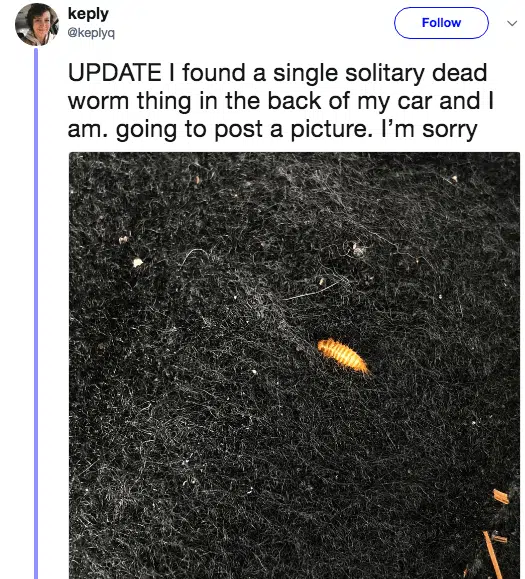 keply
@keplyq
Follow
UPDATE I found a single solitary dead
worm thing in the back of my car and I
am. going to post a picture. I’m sorry